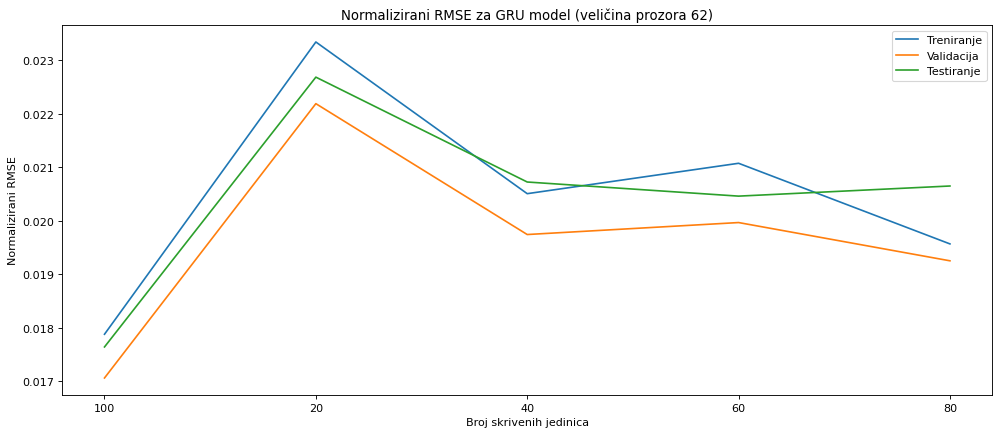 Normalizirani RMSE za GRU model (veličina prozora 62)
Treniranje
Validacija
Testiranje
Normalizirani RMSE
0.023
0.022
0.021
0.020
0.019
0.018
0.017
100 20 40 60 80
Broj skrivenih jedinica